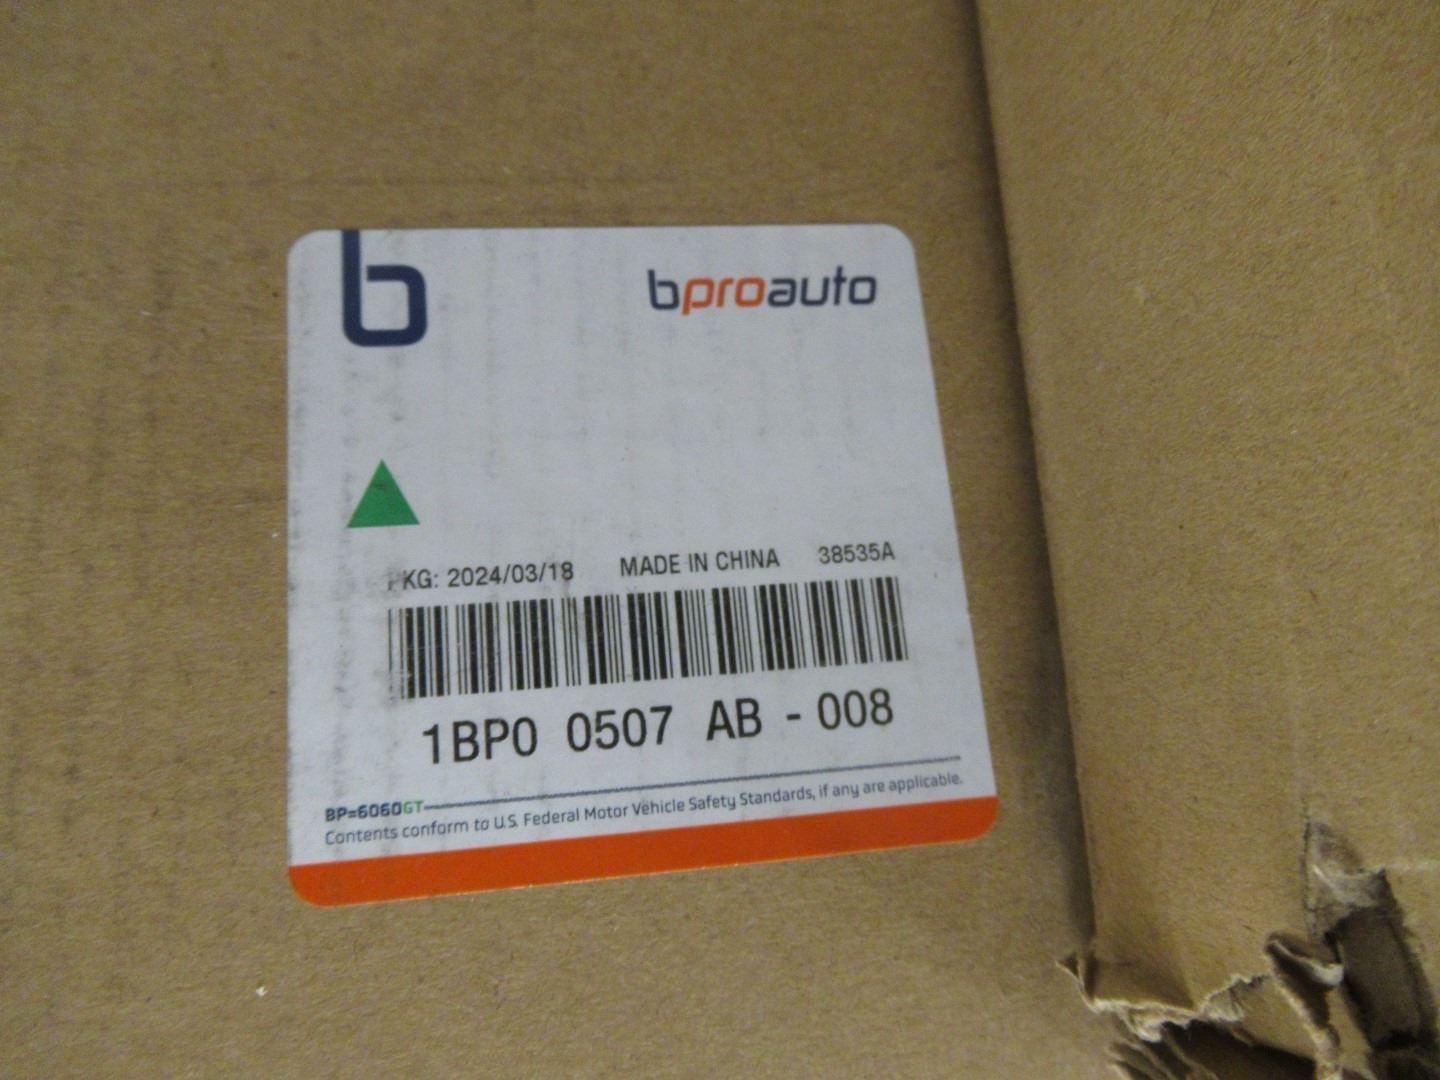 b
bproauto
PKG: 2024/03/18 MADE IN CHINA 38535A
1BP0 0507 AB - 008
BP=6060GT
Contents conform to U.S. Federal Motor Vehicle Safety Standards, if any are applicable.